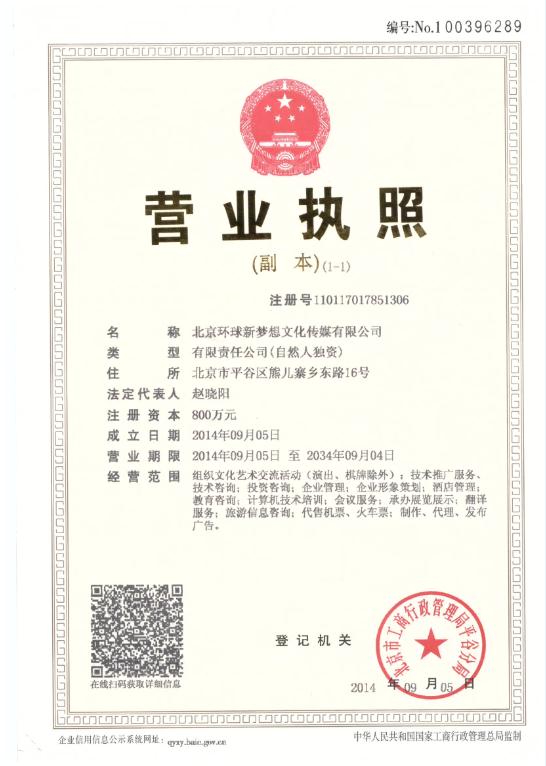 编号:No.100396289
营业执照
(副 本)(1-1)
注册号110117017851306
名 称 北京环球新梦想文化传媒有限公司
类 型 有限责任公司(自然人独资)
住 所 北京市平谷区熊儿寨乡东路16号
法定代表人 赵晓阳
注册资本 800万元
成立日期 2014年09月05日
营业期限 2014年09月05日 至 2034年09月04日
经营范围 组织文化艺术交流活动（演出、棋牌除外）；技术推广服务、
技术咨询；投资咨询；企业管理；企业形象策划；酒店管理；
教育咨询；计算机技术培训；会议服务；承办展览展示；翻译
服务；旅游信息咨询；代售机票、火车票；制作、代理、发布
广告。
在线扫码获取详细信息
登记机关
北京市工商行政管理局平谷分局
2014 年 09 月 05 日
企业信用信息公示系统网址： qyxy.baic.gov.cn
中华人民共和国国家工商行政管理总局监制